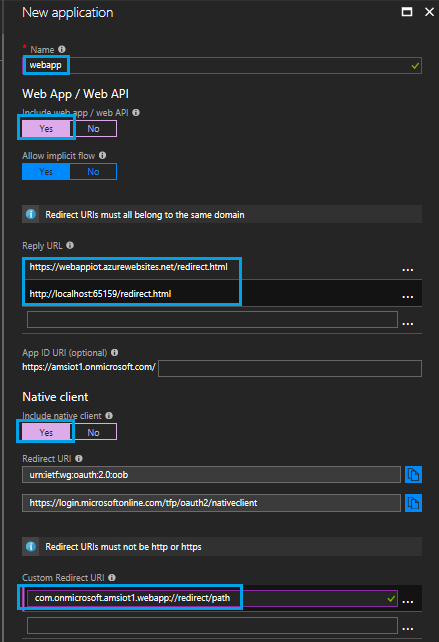 New application
* Name
webapp
Web App / Web API
Include web app / web API
Yes No
Allow implicit flow
Yes No
Redirect URIs must all belong to the same domain
Reply URL
https://webappiot.azurewebsites.net/redirect.html
...
http://localhost:65159/redirect.html
...
...
App ID URI (optional)
https://amsiot1.onmicrosoft.com/
Native client
Include native client
Yes No
Redirect URI
urn:ietf:wg:oauth:2.0:oob
https://login.microsoftonline.com/tfp/oauth2/nativeclient
Redirect URIs must not be http or https
Custom Redirect URI
com.onmicrosoft.amsiot1.webapp://redirect/path
...
...